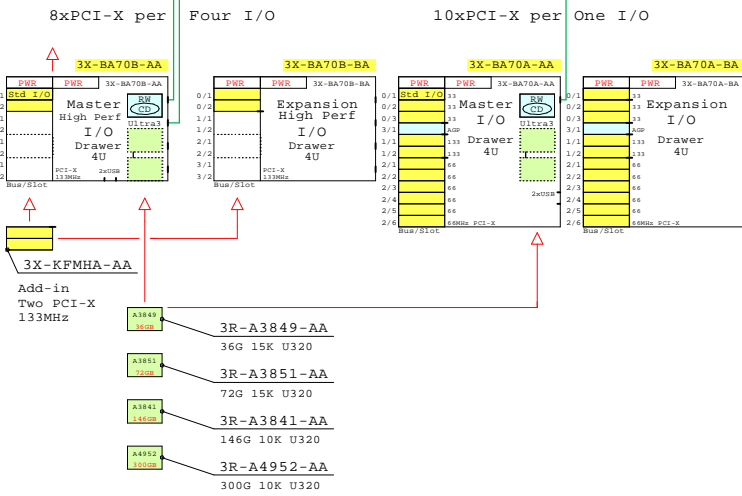 8xPCI-X per Four I/O
10xPCI-X per One I/O
3X-BA70B-AA
PWR PWR 3X-BA70B-AA
1 Std I/O
2
1
2
1
2
1
2
Bus/Slot
Master
High Perf
I/O
Drawer
4U
RW
CD
Ultra3
PCI-X
133MHz
2xUSB
3X-BA70B-BA
PWR PWR 3X-BA70B-BA
0/1
0/2
1/1
1/2
2/1
2/2
3/1
3/2
Bus/Slot
Expansion
High Perf
I/O
Drawer
4U
PCI-X
133MHz
3X-BA70A-AA
PWR PWR 3X-BA70A-AA
0/1 Std I/O 33
0/2 33
0/3 33
3/1 AGP
1/1 133
1/2 133
2/1 66
2/2 66
2/3 66
2/4 66
2/5 66
2/6 66MHz PCI-X
Bus/Slot
Master
I/O
Drawer
4U
RW
CD
Ultra3
2xUSB
3X-BA70A-BA
PWR PWR 3X-BA70A-BA
0/1 33
0/2 33
0/3 33
3/1 AGP
1/1 133
1/2 133
2/1 66
2/2 66
2/3 66
2/4 66
2/5 66
2/6 66MHz PCI-X
Bus/Slot
Expansion
I/O
Drawer
4U
3X-KFMHA-AA
Add-in
Two PCI-X
133MHz
A3849
36GB
3R-A3849-AA
36G 15K U320
A3851
72GB
3R-A3851-AA
72G 15K U320
A3841
146GB
3R-A3841-AA
146G 10K U320
A4952
300GB
3R-A4952-AA
300G 10K U320